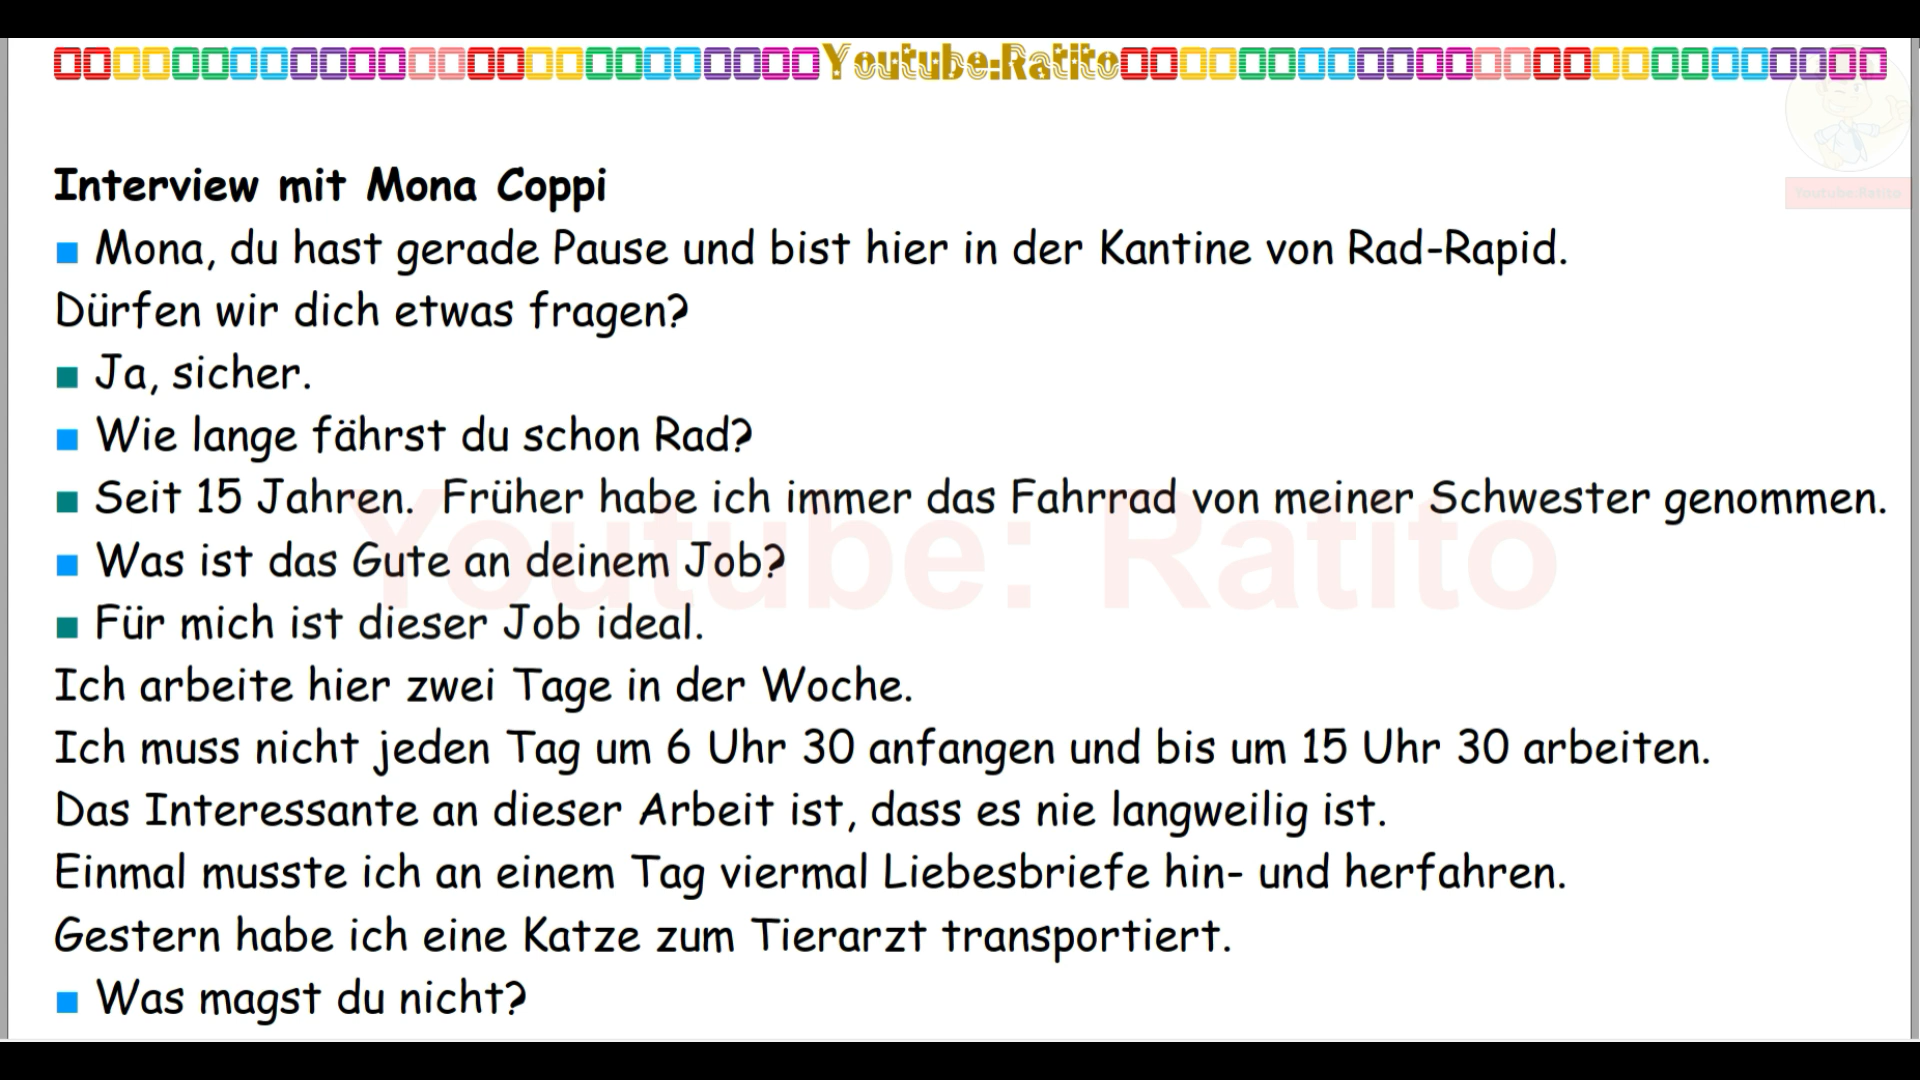 Youtube:Ratito
Youtube:Ratito
Interview mit Mona Coppi
Mona, du hast gerade Pause und bist hier in der Kantine von Rad-Rapid.
Dürfen wir dich etwas fragen?
Ja, sicher.
Wie lange fährst du schon Rad?
Seit 15 Jahren. Früher habe ich immer das Fahrrad von meiner Schwester genommen.
Was ist das Gute an deinem Job?
Youtube: Ratito
Für mich ist dieser Job ideal.
Ich arbeite hier zwei Tage in der Woche.
Ich muss nicht jeden Tag um 6 Uhr 30 anfangen und bis um 15 Uhr 30 arbeiten.
Das Interessante an dieser Arbeit ist, dass es nie langweilig ist.
Einmal musste ich an einem Tag viermal Liebesbriefe hin- und herfahren.
Gestern habe ich eine Katze zum Tierarzt transportiert.
Was magst du nicht?